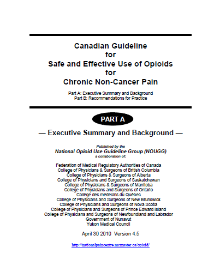 Canadian Guideline
for
Safe and Effective Use of Opioids
for
Chronic Non-Cancer Pain
Part A: Executive Summary and Background
Part B: Recommendations for Practice
PART A
— Executive Summary and Background —
Published by the
National Opioid Use Guideline Group (NOUGG)
a collaboration of:
Federation of Medical Regulatory Authorities of Canada
College of Physicians & Surgeons of British Columbia
College of Physicians & Surgeons of Alberta
College of Physicians and Surgeons of Saskatchewan
College of Physicians & Surgeons of Manitoba
College of Physicians and Surgeons of Ontario
Collège des médecins du Québec
College of Physicians and Surgeons of New Brunswick
College of Physicians and Surgeons of Nova Scotia
College of Physicians and Surgeons of Prince Edward Island
College of Physicians and Surgeons of Newfoundland and Labrador
Government of Nunavut
Yukon Medical Council
April 30 2010 Version 4.5